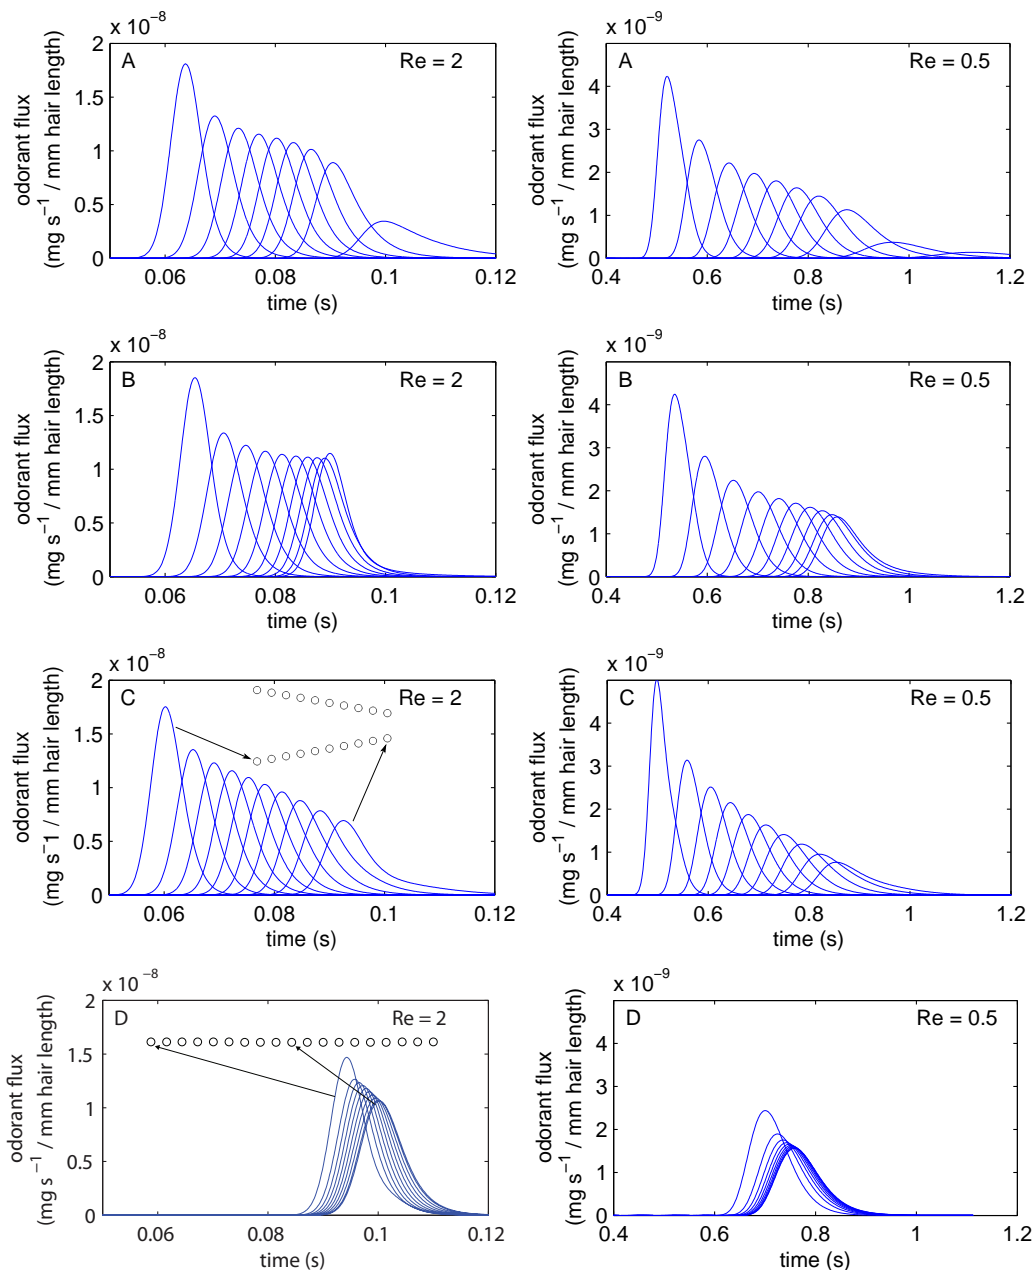 x 10⁻⁸
2
1.5
1
0.5
0
A
Re = 2
odorant flux
(mg s⁻¹ / mm hair length)
0.06
0.08
0.1
0.12
time (s)
x 10⁻⁹
4
3
2
1
0
A
Re = 0.5
odorant flux
(mg s⁻¹ / mm hair length)
0.4
0.6
0.8
1
1.2
time (s)
x 10⁻⁸
2
1.5
1
0.5
0
B
Re = 2
odorant flux
(mg s⁻¹ / mm hair length)
0.06
0.08
0.1
0.12
time (s)
x 10⁻⁹
5
4
3
2
1
0
B
Re = 0.5
odorant flux
(mg s⁻¹ / mm hair length)
0.4
0.6
0.8
1
1.2
time (s)
x 10⁻⁸
2
1.5
1
0.5
0
C
Re = 2
odorant flux
(mg s⁻1 / mm hair length)
0.06
0.08
0.1
0.12
time (s)
x 10⁻⁹
4
3
2
1
0
C
Re = 0.5
odorant flux
(mg s⁻¹ / mm hair length)
0.4
0.6
0.8
1
1.2
time (s)
x 10 ⁻⁸
2
1.5
1
0.5
0
D
Re = 2
odorant flux
(mg s ⁻¹ / mm hair length)
0.06
0.08
0.1
0.12
time (s)
x 10⁻⁹
4
3
2
1
0
D
Re = 0.5
odorant flux
(mg s⁻¹ / mm hair length)
0.4
0.6
0.8
1
1.2
time (s)